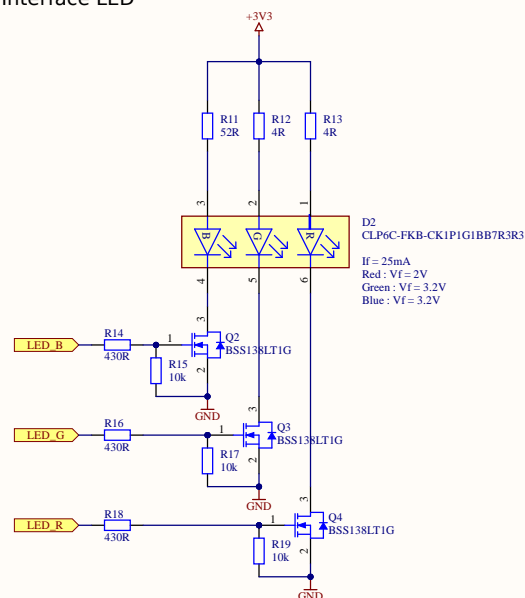 Interface LED
+3V3
R11
52R
R12
4R
R13
4R
3
2
1
B
G
R
D2
CLP6C-FKB-CK1P1G1BB7R3R3
If = 25mA
Red : Vf = 2V
Green : Vf = 3.2V
Blue : Vf = 3.2V
4
5
6
LED_B
R14
430R
1
R15
10k
3
Q2
BSS138LT1G
2
GND
LED_G
R16
430R
1
R17
10k
3
Q3
BSS138LT1G
2
GND
LED_R
R18
430R
1
R19
10k
3
Q4
BSS138LT1G
2
GND